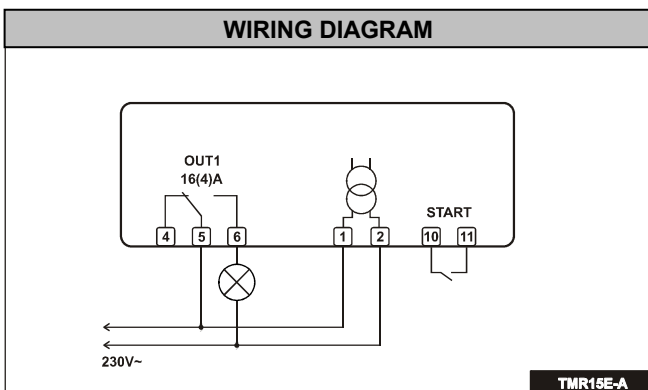 WIRING DIAGRAM
OUT1
16(4)A
START
4 5 6 1 2 10 11
230V~
TMR15E-A